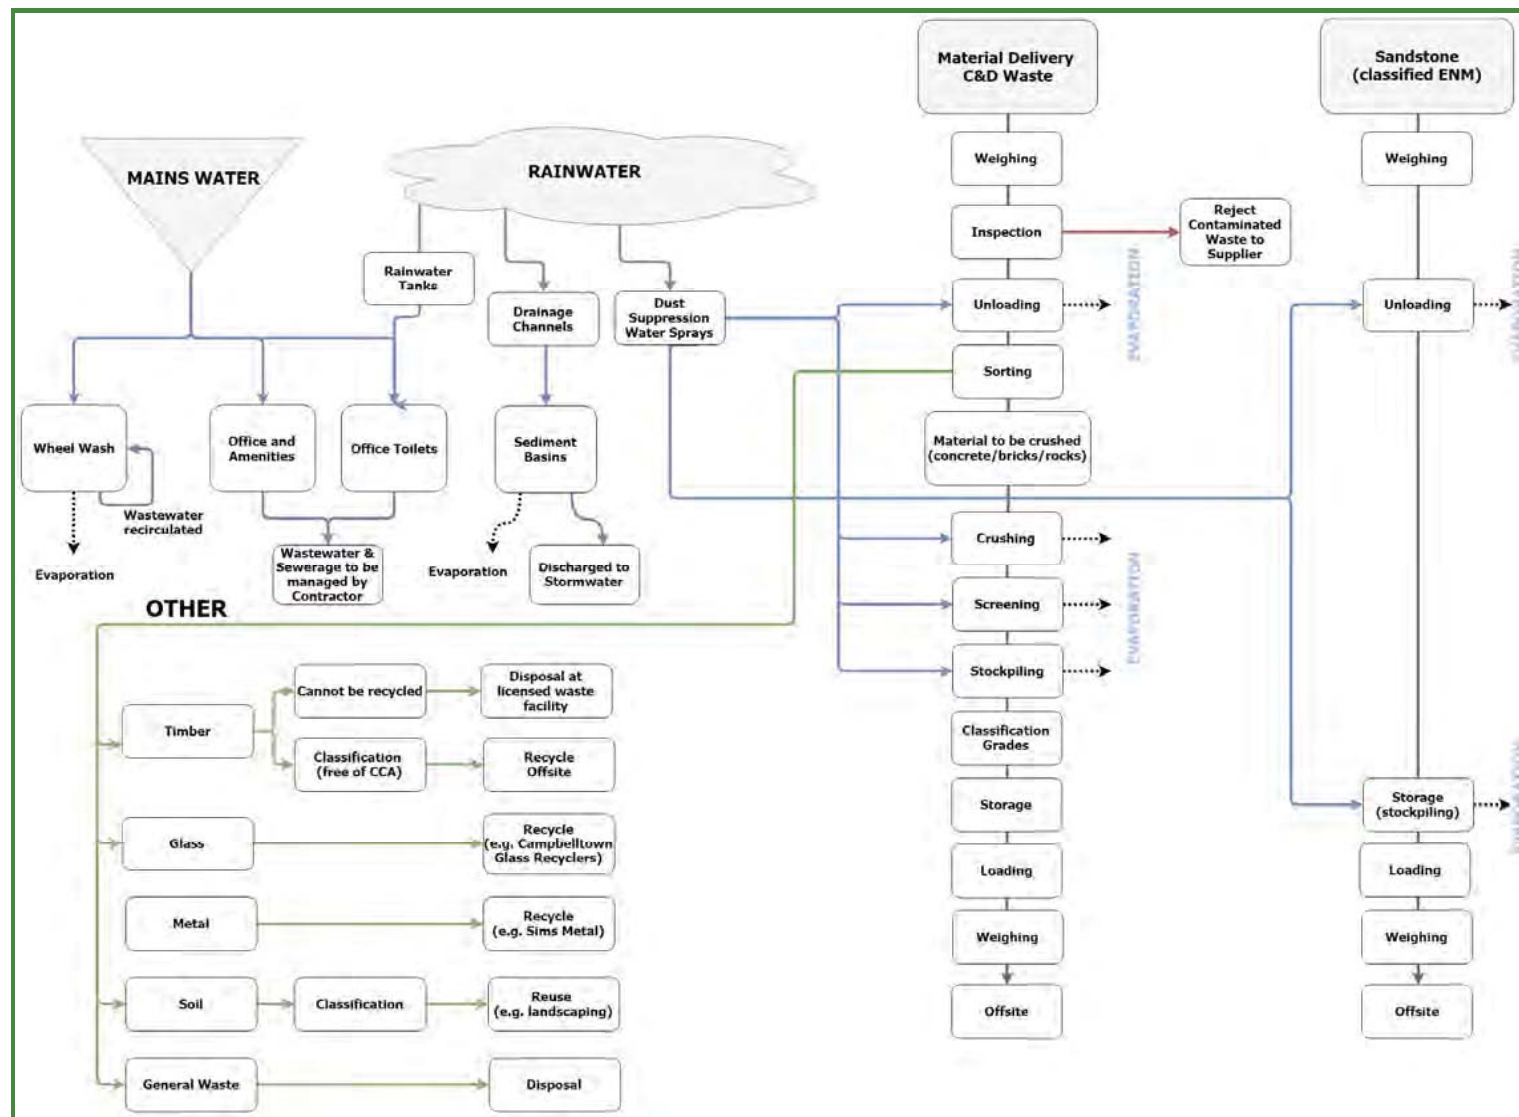 Material Delivery
C&D Waste
Sandstone
(classified ENM)
MAINS WATER
RAINWATER
Weighing
Weighing
Inspection
Reject
Contaminated
Waste to
Supplier
Rainwater
Tanks
Drainage
Channels
Dust
Suppression
Water Sprays
Unloading
EVAPORATION
Unloading
EVAPORATION
Sorting
Wheel Wash
Office and
Amenities
Office Toilets
Sediment
Basins
Material to be crushed
(concrete/bricks/rocks)
Wastewater
recirculated
Evaporation
Wastewater &
Sewerage to be
managed by
Contractor
Evaporation
Discharged to
Stormwater
Crushing
Screening
EVAPORATION
Stockpiling
OTHER
Timber
Cannot be recycled
Disposal at
licensed waste
facility
Classification
(free of CCA)
Recycle
Offsite
Classification
Grades
Storage
Storage
(stockpiling)
EVAPORATION
Glass
Recycle
(e.g. Campbelltown
Glass Recyclers)
Loading
Loading
Metal
Recycle
(e.g. Sims Metal)
Weighing
Weighing
Soil
Classification
Reuse
(e.g. landscaping)
Offsite
Offsite
General Waste
Disposal